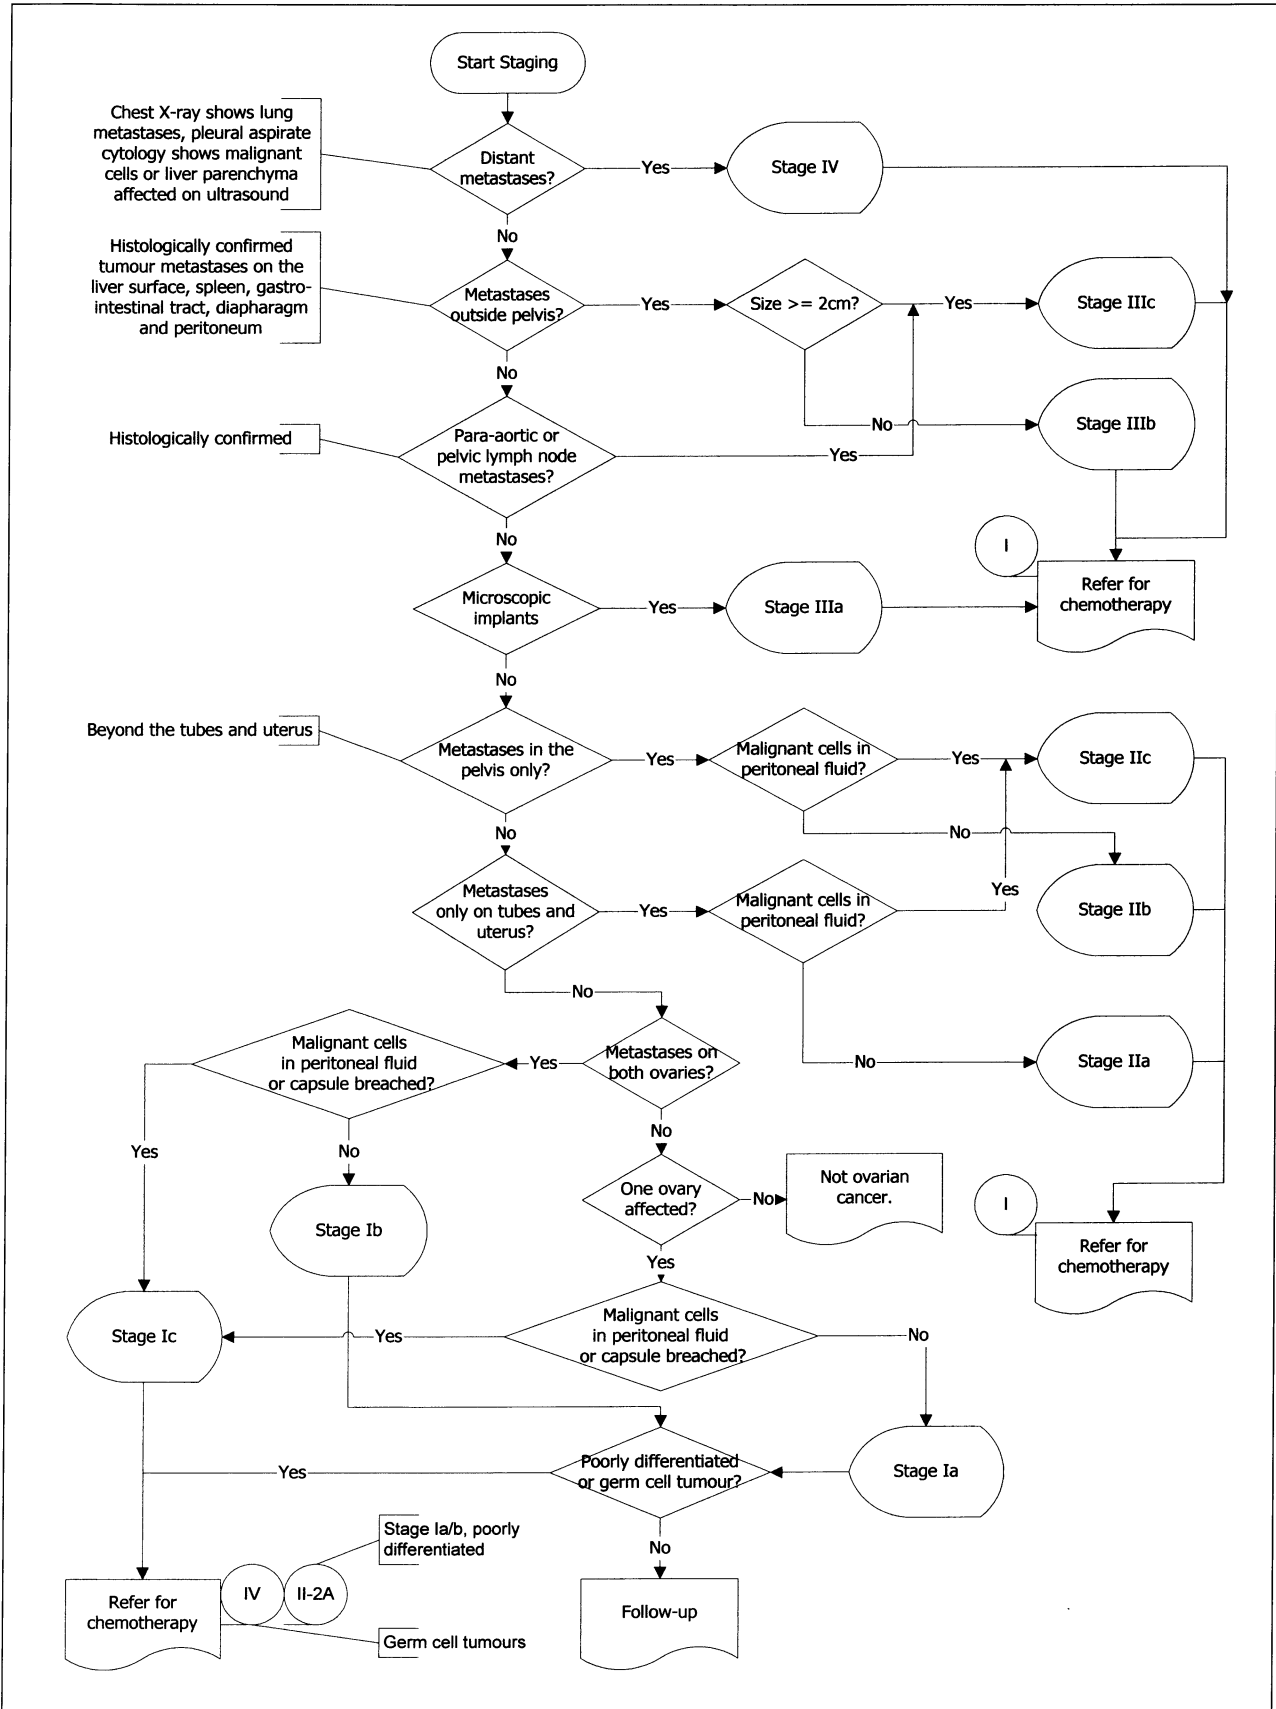 Start Staging
Chest X-ray shows lung
metastases, pleural aspirate
cytology shows malignant
cells or liver parenchyma
affected on ultrasound
Distant
metastases?
Yes
Stage IV
No
Histologically confirmed
tumour metastases on the
liver surface, spleen, gastro-
intestinal tract, diapharagm
and peritoneum
Metastases
outside pelvis?
Yes
Size >= 2cm?
Yes
Stage IIIc
No
No
Stage IIIb
Histologically confirmed
Para-aortic or
pelvic lymph node
metastases?
Yes
No
I
Refer for
chemotherapy
Microscopic
implants
Yes
Stage IIIa
No
Beyond the tubes and uterus
Metastases in the
pelvis only?
Yes
Malignant cells in
peritoneal fluid?
Yes
Stage IIc
No
No
Metastases
only on tubes and
uterus?
Yes
Malignant cells in
peritoneal fluid?
Yes
Stage IIb
No
No
Stage IIa
Malignant cells
in peritoneal fluid
or capsule breached?
Yes
Metastases on
both ovaries?
Yes
No
No
One ovary
affected?
No
Not ovarian
cancer.
I
Refer for
chemotherapy
Stage Ib
Yes
Stage Ic
Yes
Malignant cells
in peritoneal fluid
or capsule breached?
No
Yes
Poorly differentiated
or germ cell tumour?
Stage Ia
No
Stage Ia/b, poorly
differentiated
Refer for
chemotherapy
IV
II-2A
Germ cell tumours
Follow-up